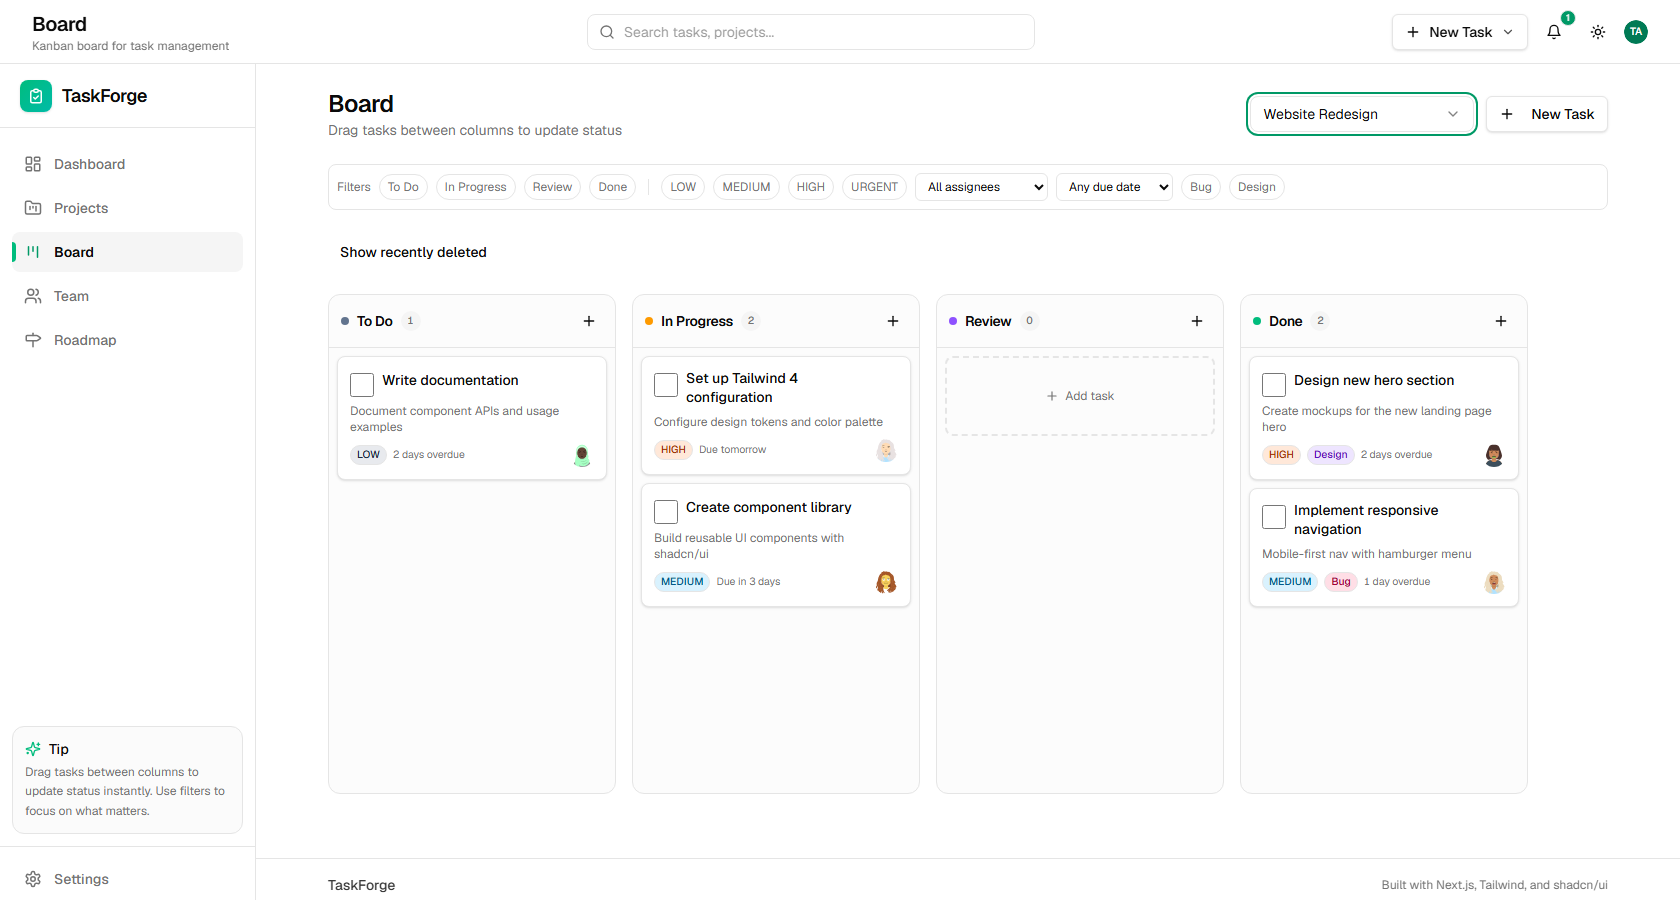 Board
Kanban board for task management
Search tasks, projects...
New Task
1
TA
TaskForge
Dashboard
Projects
Board
Team
Roadmap
Tip
Drag tasks between columns to
update status instantly. Use filters to
focus on what matters.
Settings
Board
Drag tasks between columns to update status
Website Redesign
New Task
Filters
To Do
In Progress
Review
Done
LOW
MEDIUM
HIGH
URGENT
All assignees
Any due date
Bug
Design
Show recently deleted
To Do 1
Write documentation
Document component APIs and usage
examples
LOW 2 days overdue
In Progress 2
Set up Tailwind 4
configuration
Configure design tokens and color palette
HIGH Due tomorrow
Create component library
Build reusable UI components with
shadcn/ui
MEDIUM Due in 3 days
Review 0
Add task
Done 2
Design new hero section
Create mockups for the new landing page
hero
HIGH Design 2 days overdue
Implement responsive
navigation
Mobile-first nav with hamburger menu
MEDIUM Bug 1 day overdue
TaskForge
Built with Next.js, Tailwind, and shadcn/ui